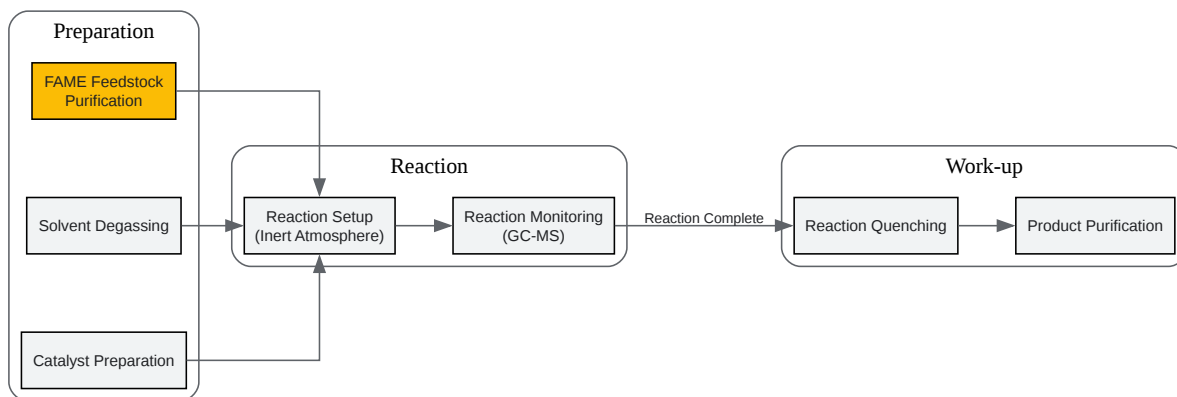 Preparation
FAME Feedstock
Purification
Solvent Degassing
Catalyst Preparation
Reaction
Reaction Setup
(Inert Atmosphere)
Reaction Monitoring
(GC-MS)
Reaction Complete
Work-up
Reaction Quenching
Product Purification